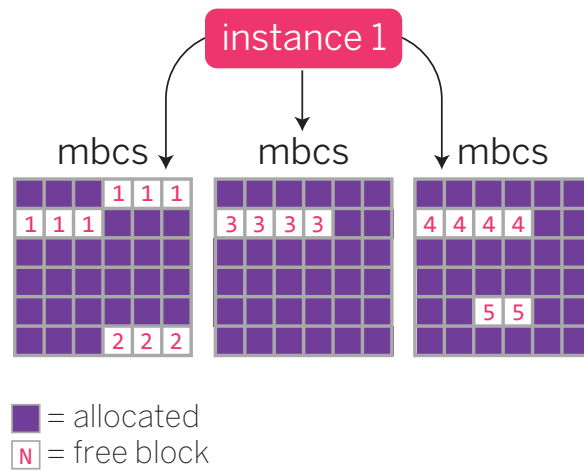 instance 1
mbcs mbcs mbcs
1 1 1
1 1 1 3 3 3 3 4 4 4 4
5 5
2 2 2
= allocated
N = free block